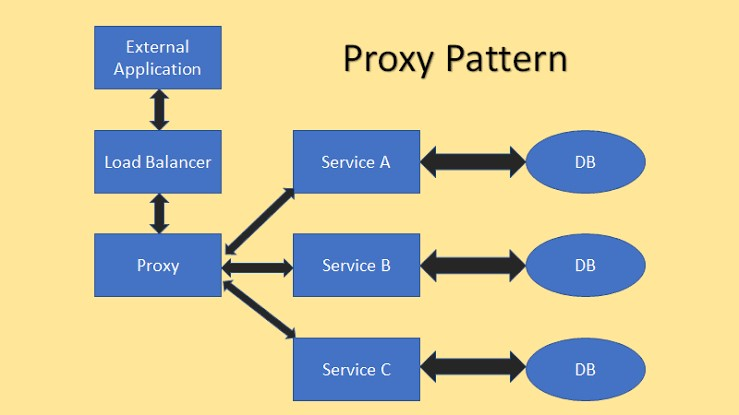 External
Application
Proxy Pattern
Load Balancer
Service A
DB
Proxy
Service B
DB
Service C
DB